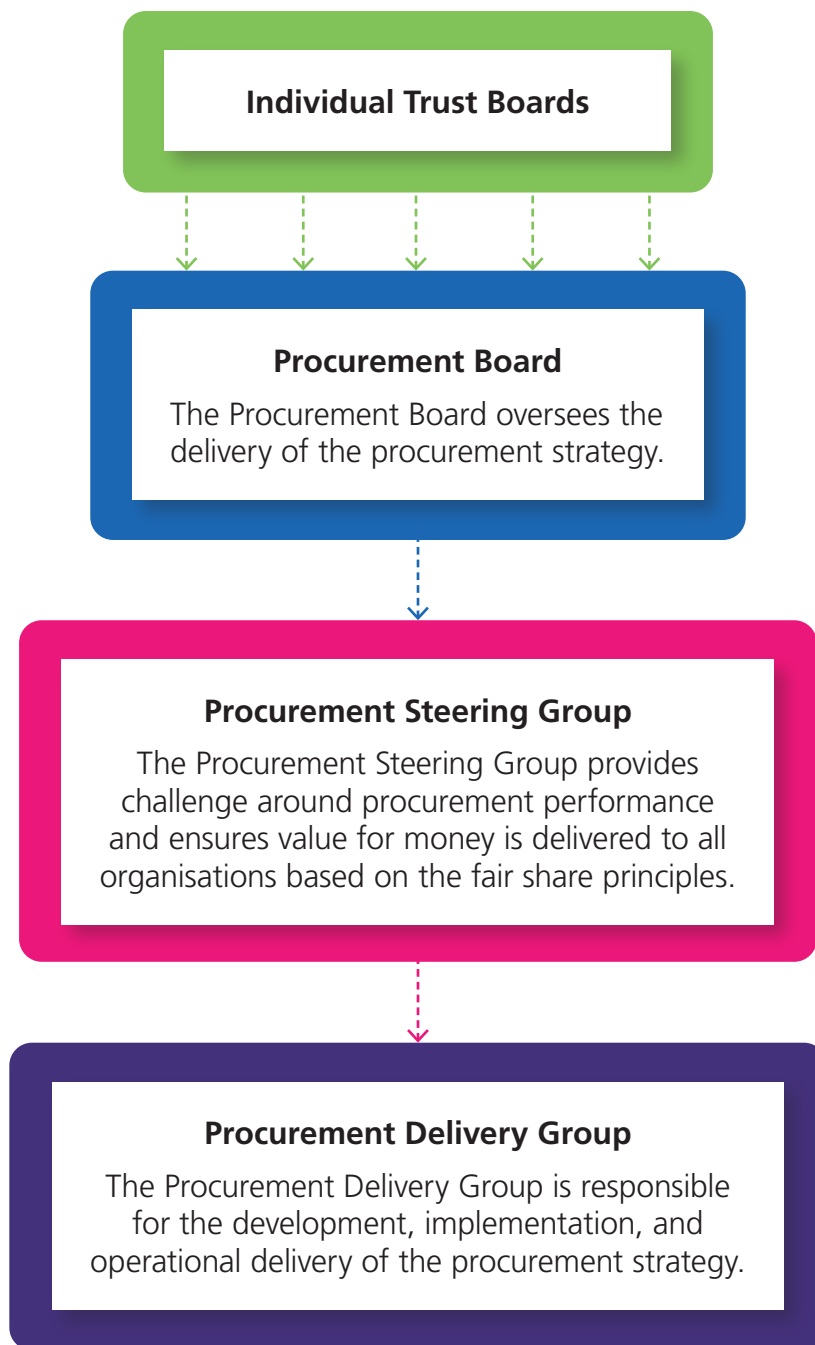 Individual Trust Boards
Procurement Board
The Procurement Board oversees the
delivery of the procurement strategy.
Procurement Steering Group
The Procurement Steering Group provides
challenge around procurement performance
and ensures value for money is delivered to all
organisations based on the fair share principles.
Procurement Delivery Group
The Procurement Delivery Group is responsible
for the development, implementation, and
operational delivery of the procurement strategy.